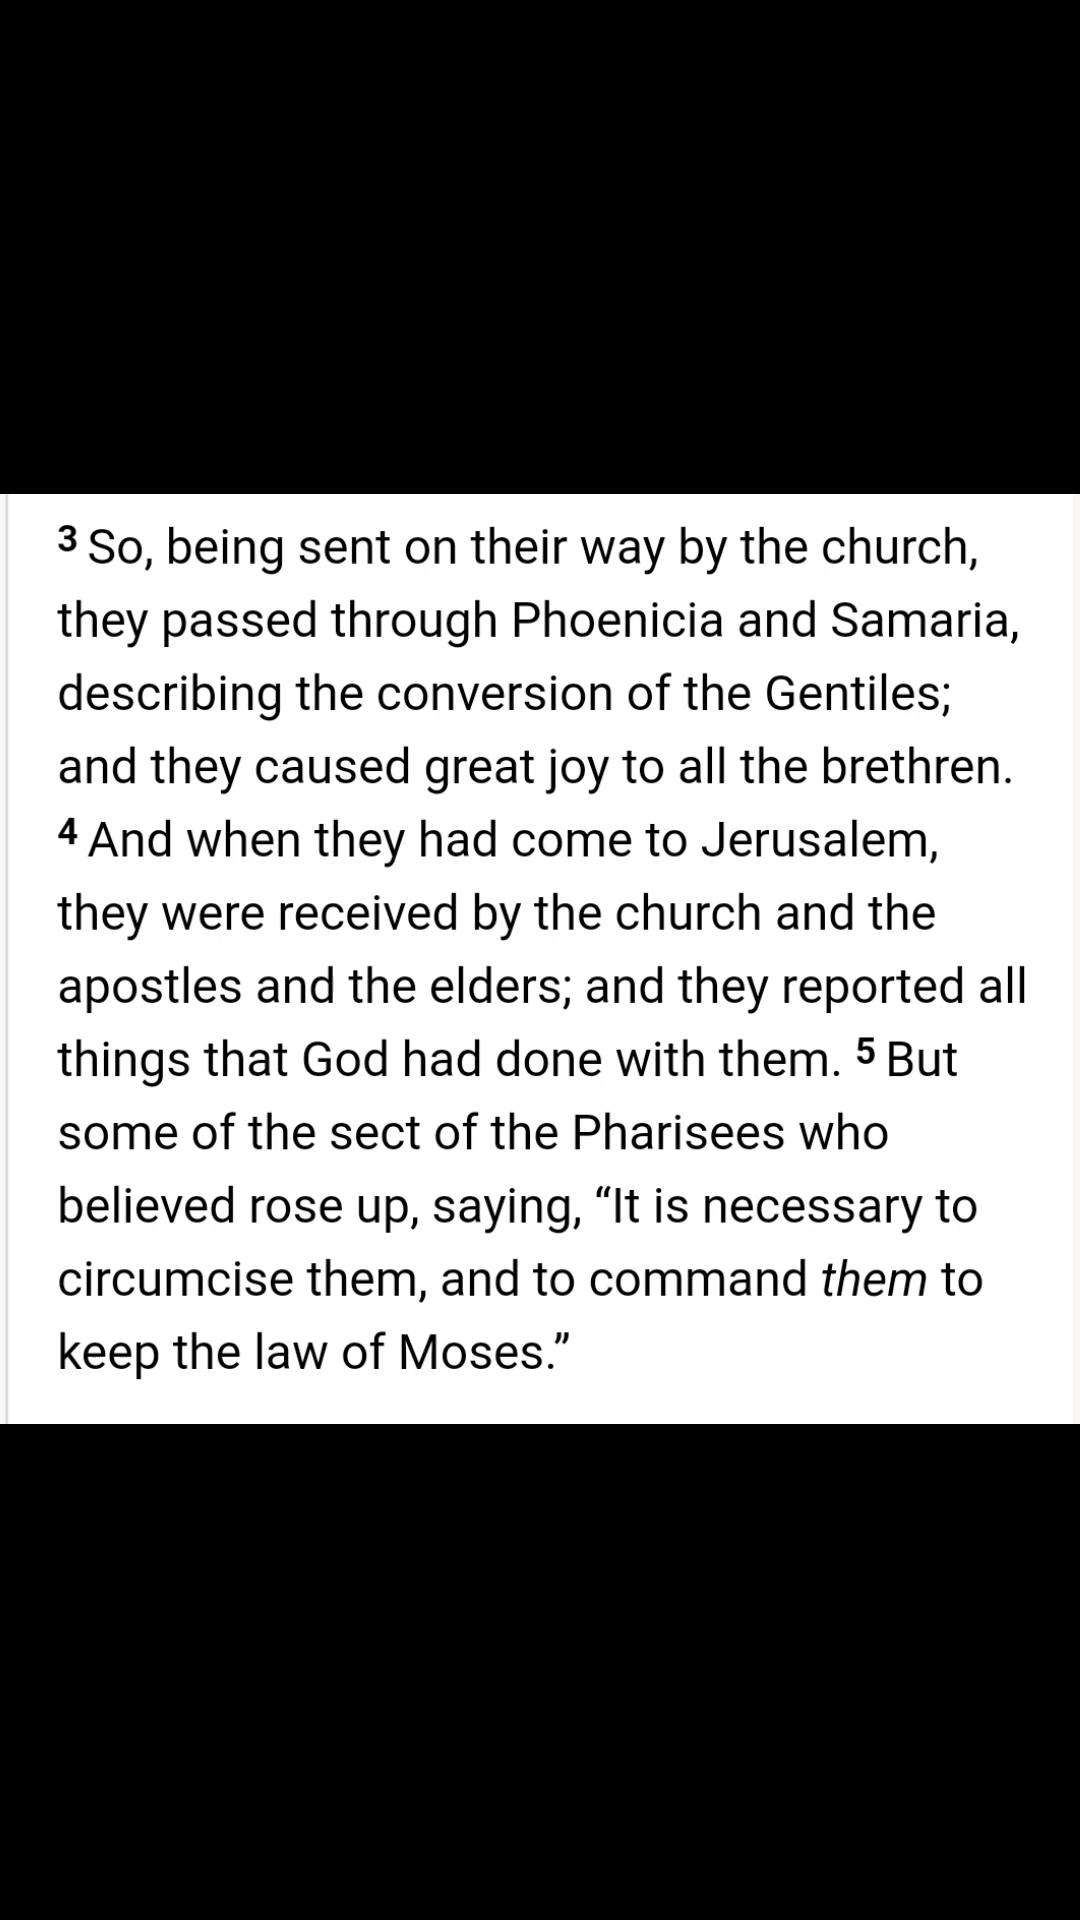 3 So, being sent on their way by the church,
they passed through Phoenicia and Samaria,
describing the conversion of the Gentiles;
and they caused great joy to all the brethren.
4 And when they had come to Jerusalem,
they were received by the church and the
apostles and the elders; and they reported all
things that God had done with them. 5 But
some of the sect of the Pharisees who
believed rose up, saying, “It is necessary to
circumcise them, and to command them to
keep the law of Moses.”